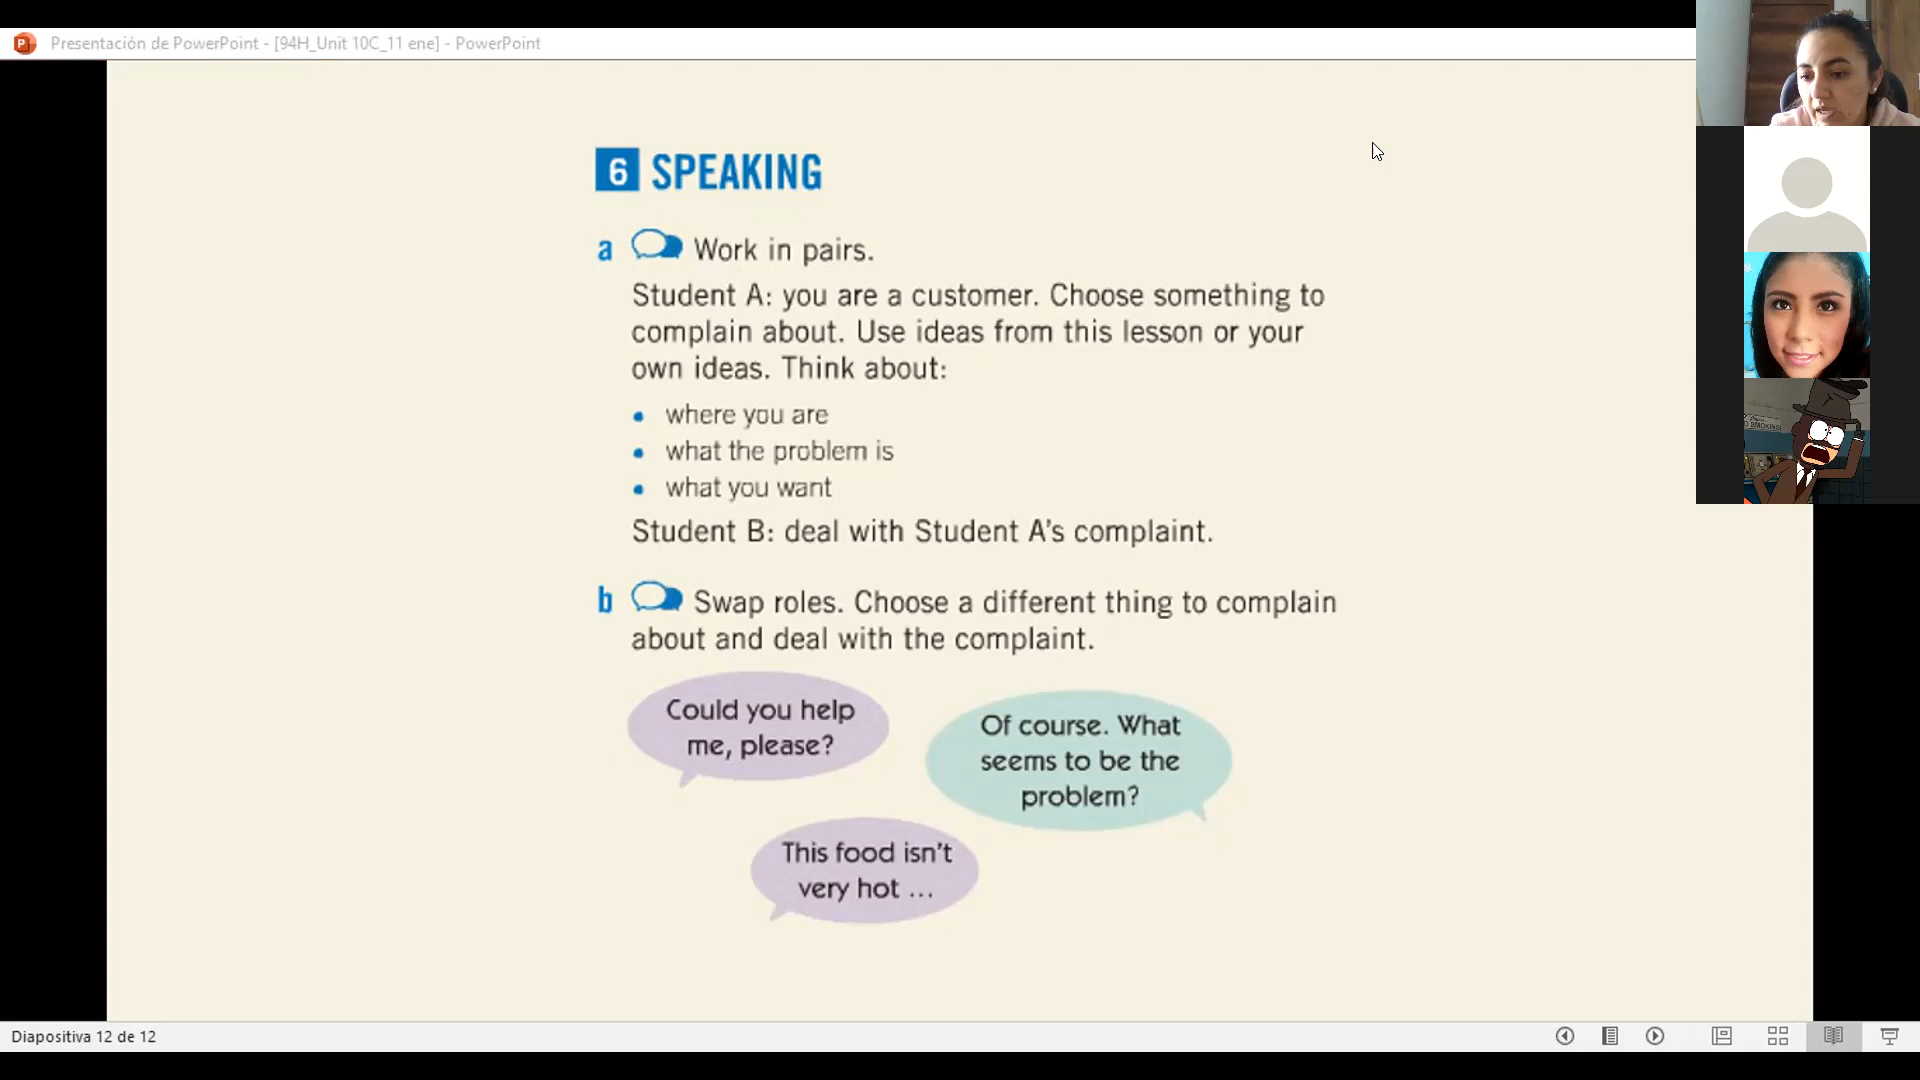 Presentación de PowerPoint - [94H_Unit 10C_11 ene] - PowerPoint
6 SPEAKING
a Work in pairs.
Student A: you are a customer. Choose something to
complain about. Use ideas from this lesson or your
own ideas. Think about:
• where you are
• what the problem is
• what you want
Student B: deal with Student A's complaint.
b Swap roles. Choose a different thing to complain
about and deal with the complaint.
Could you help
me, please?
Of course. What
seems to be the
problem?
This food isn't
very hot ...
SMOKING
Diapositiva 12 de 12